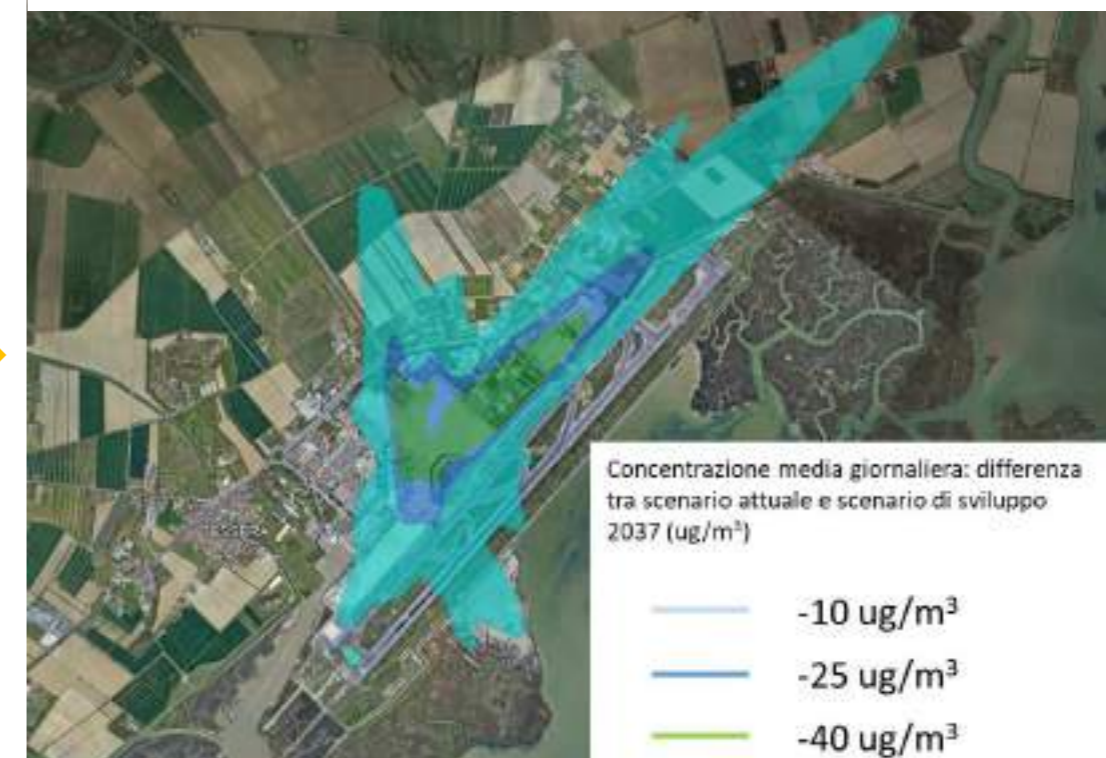 Concentrazione media giornaliera: differenza
tra scenario attuale e scenario di sviluppo
2037 (ug/m³)
-10 ug/m³
-25 ug/m³
-40 ug/m³